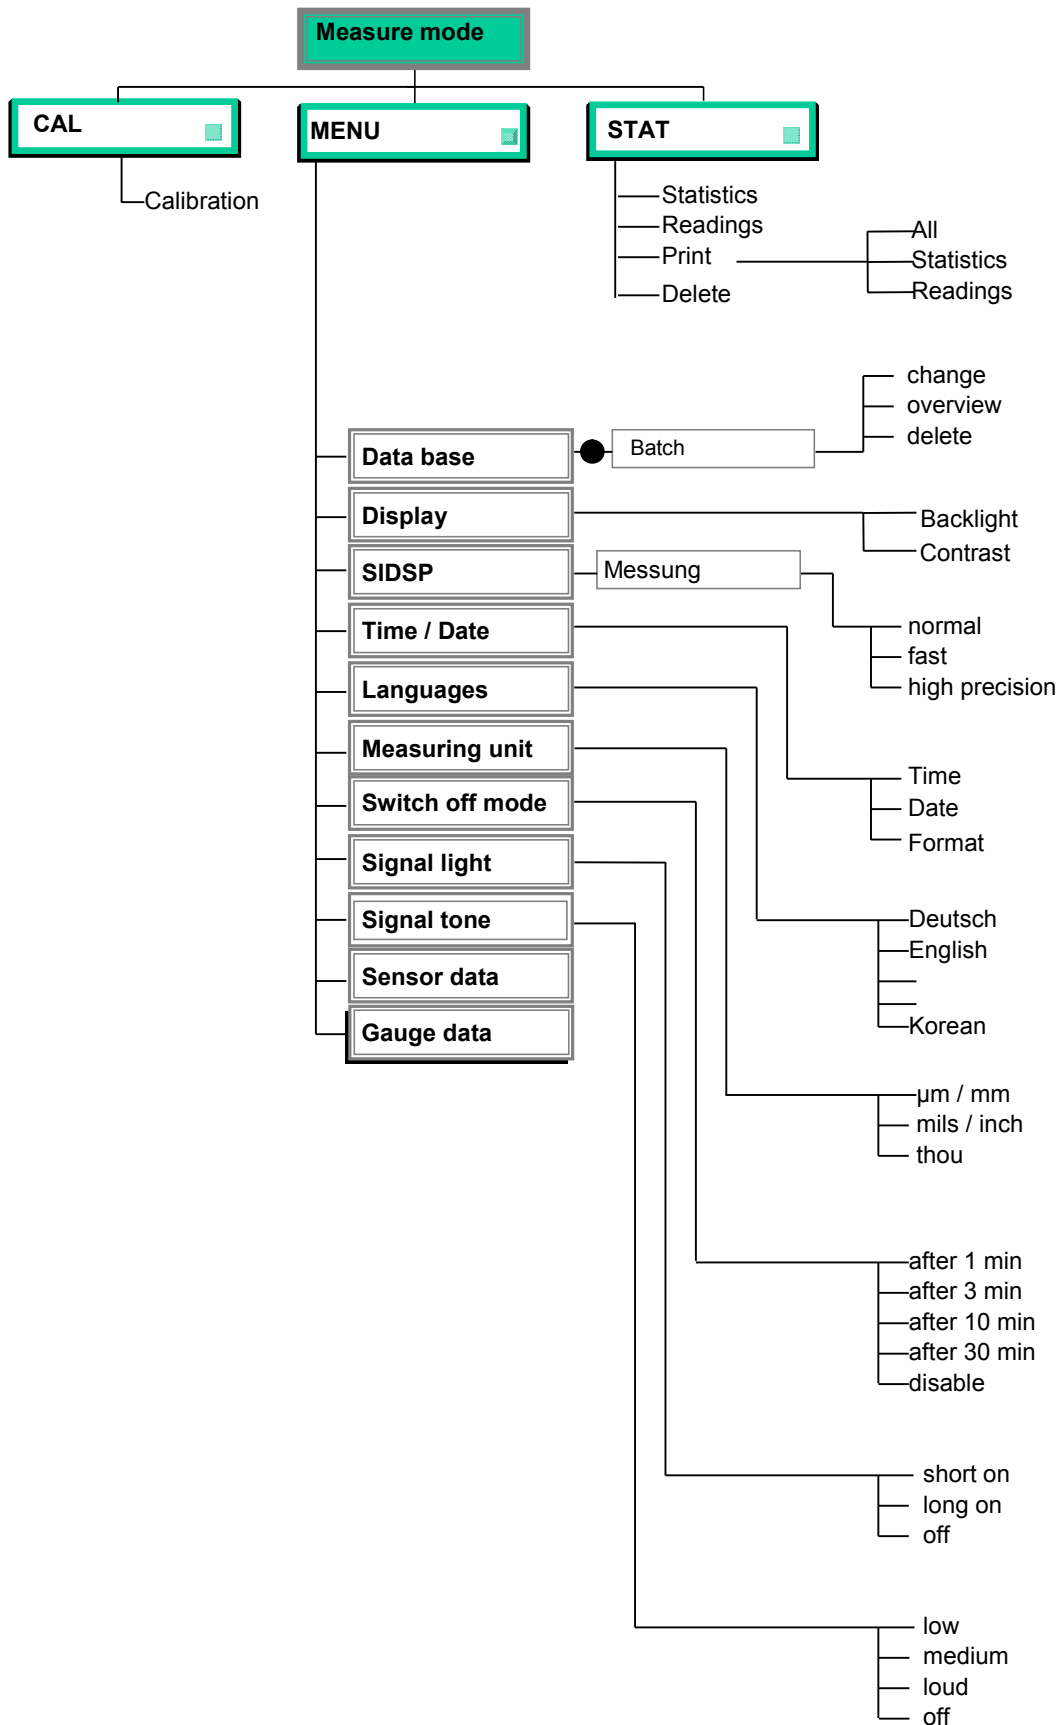 Measure mode
CAL
MENU
STAT
Calibration
Statistics
Readings
Print
Delete
All
Statistics
Readings
Data base
Batch
change
overview
delete
Display
Backlight
Contrast
SIDSP
Messung
normal
fast
high precision
Time / Date
Languages
Measuring unit
Switch off mode
Signal light
Signal tone
Sensor data
Gauge data
Time
Date
Format
Deutsch
English
Korean
µm / mm
mils / inch
thou
after 1 min
after 3 min
after 10 min
after 30 min
disable
short on
long on
off
low
medium
loud
off